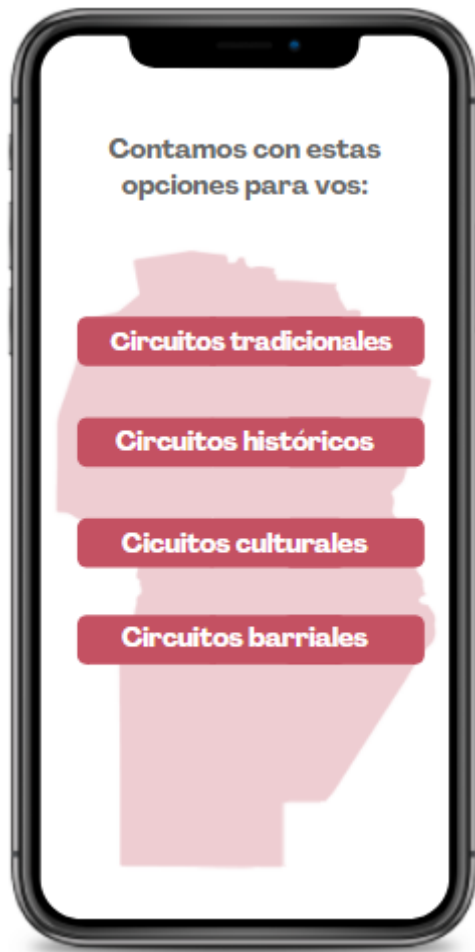 Contamos con estas
opciones para vos:
Circuitos tradicionales
Circuitos históricos
Cicuitos culturales
Circuitos barriales